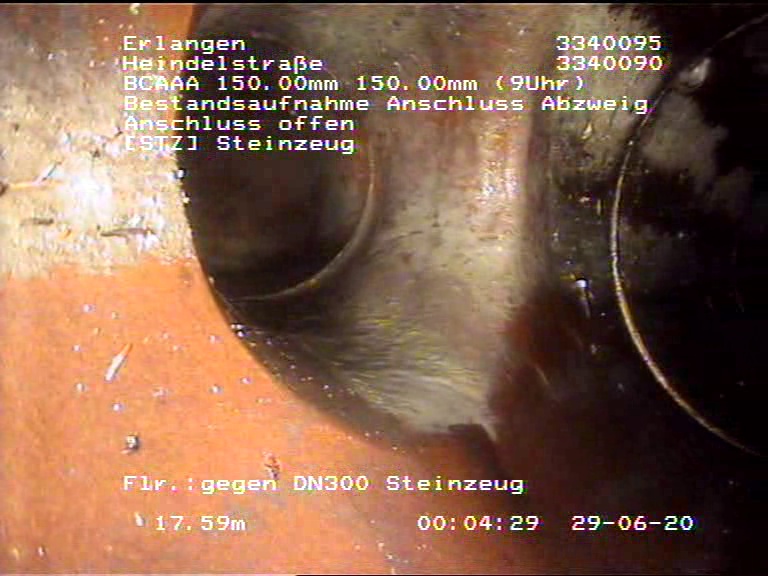 Erlangen 3340095
Heindelstraße 3340090
BCAAA 150.00mm 150.00mm (9Uhr)
Bestandsaufnahme Anschluss Abzweig
Anschluss offen
[STZ] Steinzeug
Flr.:gegen DN300 Steinzeug
17.59m 00:04:29 29-06-20